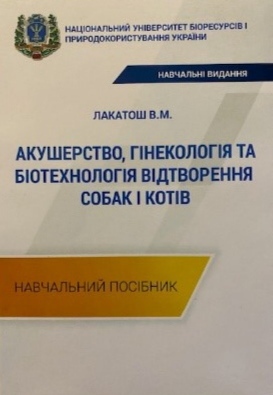 НАЦІОНАЛЬНИЙ УНІВЕРСИТЕТ БІОРЕСУРСІВ І
ПРИРОДОКОРИСТУВАННЯ УКРАЇНИ
НАВЧАЛЬНІ ВИДАННЯ
ЛАКАТОШ В.М.
АКУШЕРСТВО, ГІНЕКОЛОГІЯ ТА
БІОТЕХНОЛОГІЯ ВІДТВОРЕННЯ
СОБАК І КОТІВ
НАВЧАЛЬНИЙ ПОСІБНИК